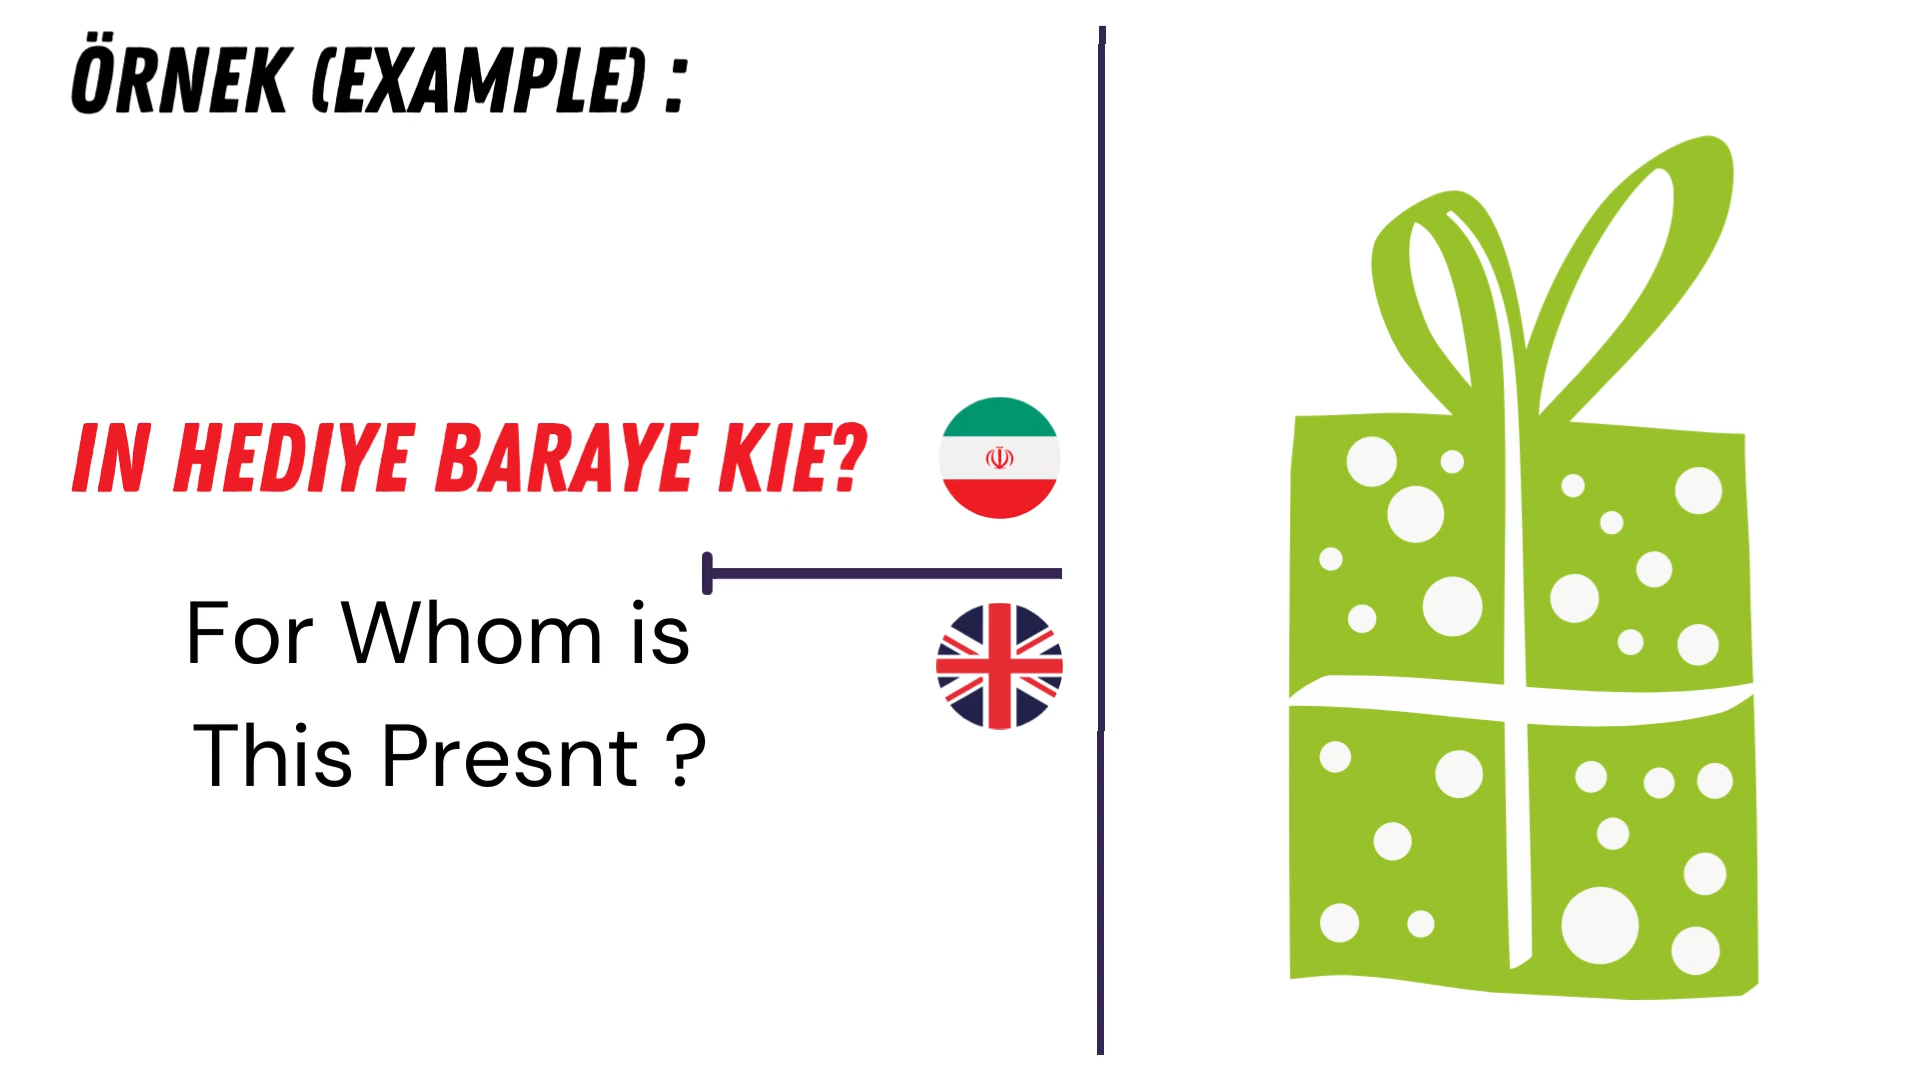 ÖRNEK (EXAMPLE) :
IN HEDIYE BARAYE KIE?
For Whom is
This Presnt ?